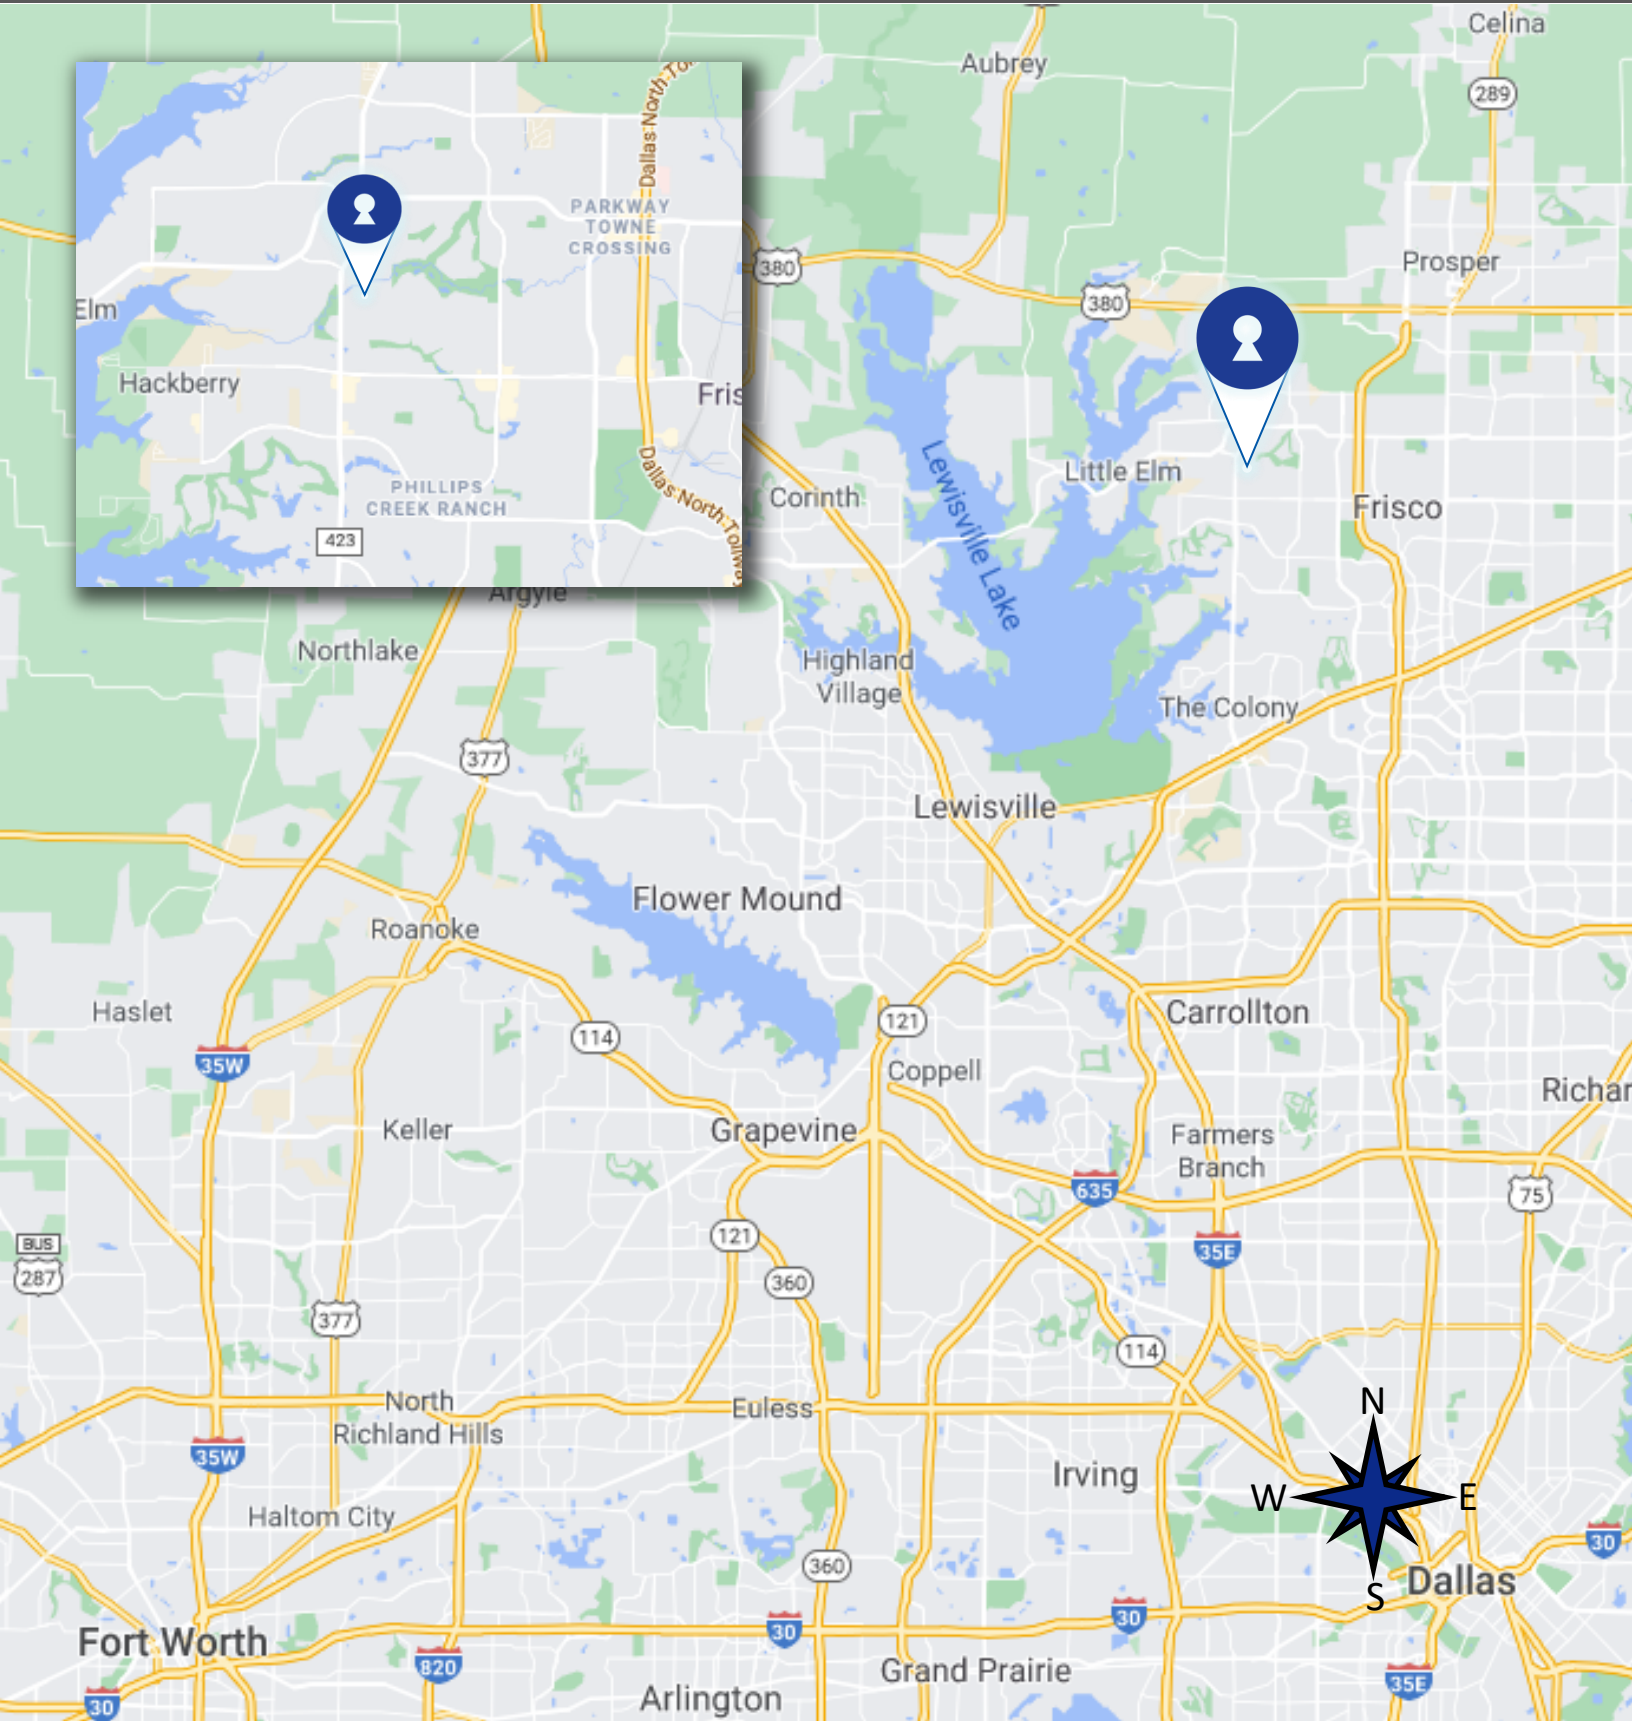 Celina
Aubrey
289
Dallas North
PARKWAY
TOWNE
CROSSING
Prosper
380
380
Elm
Hackberry
Lewisville Lake
Little Elm
Corinth
Frisco
PHILLIPS
CREEK RANCH
Dallas North
423
Argyle
Northlake
Highland
Village
The Colony
377
Lewisville
Flower Mound
Roanoke
Haslet
121
Carrollton
114
35W
Coppell
Keller
Grapevine
Farmers
Branch
635
75
121
BUS
287
35E
360
377
114
North
Richland Hills
Euless
N
35W
Irving
W
E
Haltom City
30
360
Dallas
S
30
30
Fort Worth
820
Grand Prairie
35E
Arlington
30